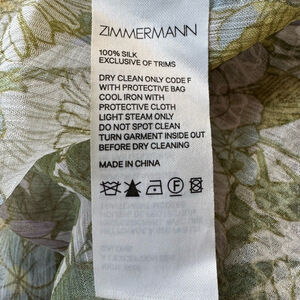 ZIMMERMANN
100% SILK
EXCLUSIVE OF TRIMS
DRY CLEAN ONLY CODE F
WITH PROTECTIVE BAG
COOL IRON WITH
PROTECTIVE CLOTH
LIGHT STEAM ONLY
DO NOT SPOT CLEAN
TURN GARMENT INSIDE OUT
BEFORE DRY CLEANING
MADE IN CHINA
F